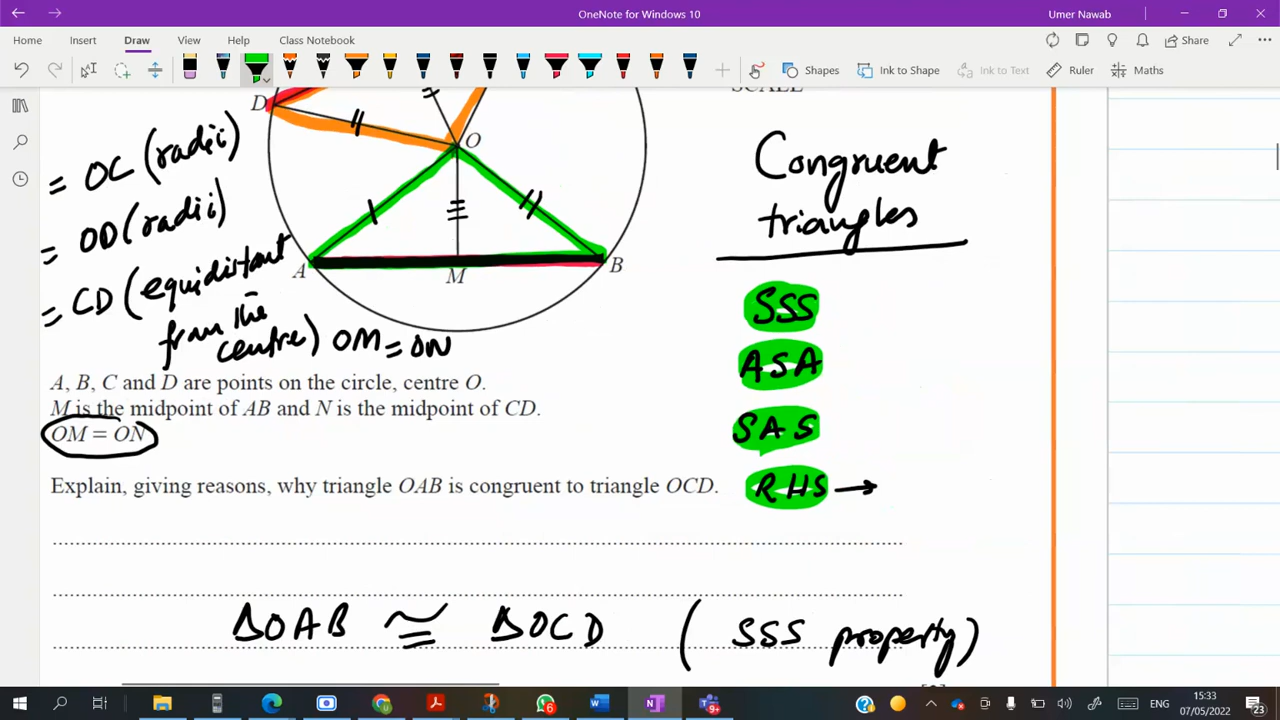 OneNote for Windows 10
Umer Nawab
Home Insert Draw View Help Class Notebook
Share
Shapes Ink to Shape Ink to Text Ruler Maths
SCALE
D
O
A
M
B
= OC (radii)
= OD (radii)
= CD (equidistant
from the
centre) OM = ON
Congruent
triangles
SSS
ASA
SAS
RHS →
A, B, C and D are points on the circle, centre O.
M is the midpoint of AB and N is the midpoint of CD.
OM = ON
Explain, giving reasons, why triangle OAB is congruent to triangle OCD.
ΔOAB ≅ ΔOCD (SSS property)
9+
ENG
15:33
07/05/2022
23